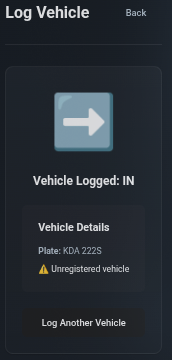 Log Vehicle
Back
Vehicle Logged: IN
Vehicle Details
Plate: KDA 222S
⚠️ Unregistered vehicle
Log Another Vehicle